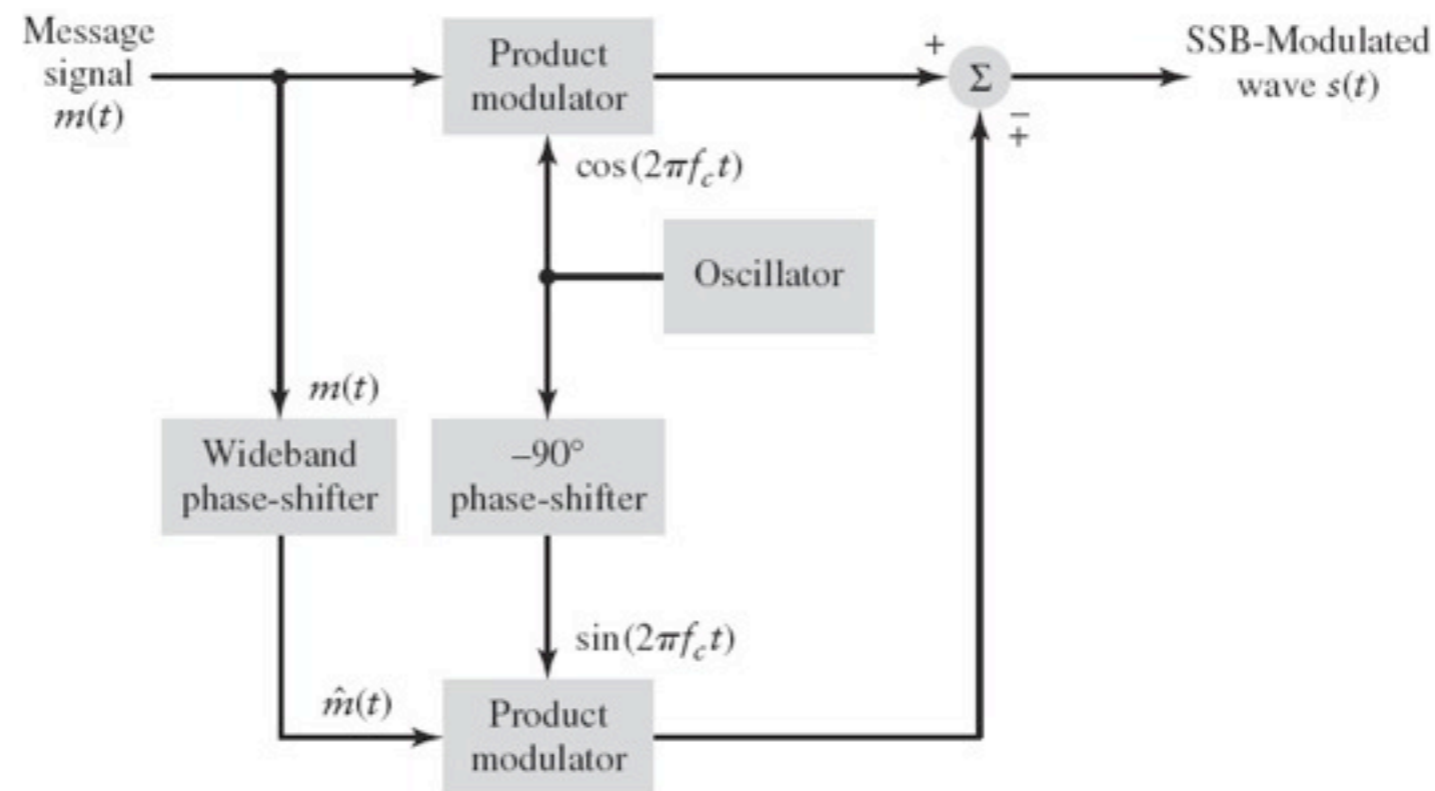 Message
signal
m(t)
Product
modulator
+
Σ
SSB-Modulated
wave s(t)
−
+
cos(2πf_c t)
Oscillator
m(t)
Wideband
phase-shifter
–90°
phase-shifter
sin(2πf_c t)
m̂(t)
Product
modulator